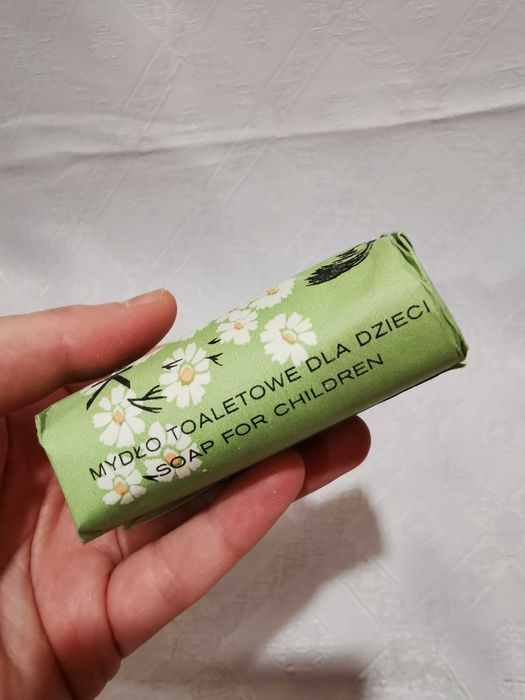 MYDŁO TOALETOWE DLA DZIECI
SOAP FOR CHILDREN